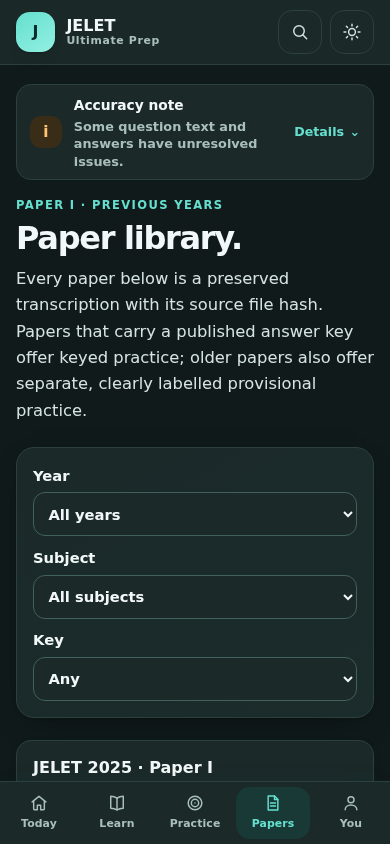 J
JELET
Ultimate Prep
i
Accuracy note
Some question text and
answers have unresolved
issues.
Details
PAPER I · PREVIOUS YEARS
Paper library.
Every paper below is a preserved
transcription with its source file hash.
Papers that carry a published answer key
offer keyed practice; older papers also offer
separate, clearly labelled provisional
practice.
Year
All years
Subject
All subjects
Key
Any
JELET 2025 · Paper I
Today
Learn
Practice
Papers
You